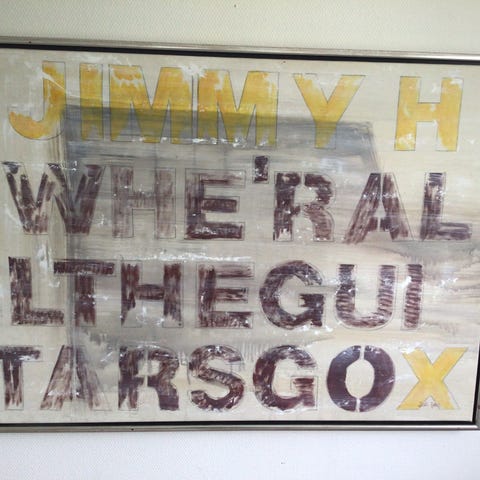 JIMMY H
WHE'RAL
LTHEGUI
TARSGOX